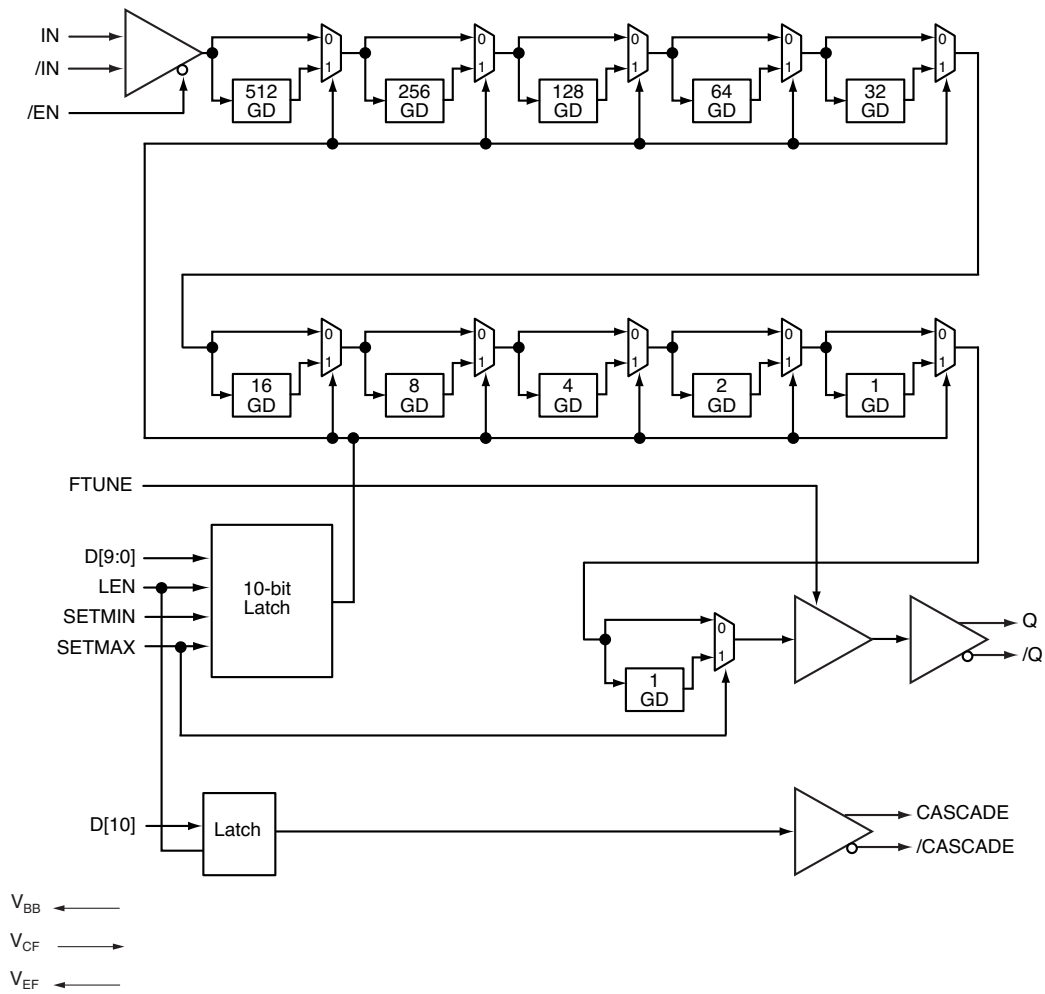 IN
/IN
/EN
0
1
512
GD
0
1
256
GD
0
1
128
GD
0
1
64
GD
0
1
32
GD
0
1
16
GD
0
1
8
GD
0
1
4
GD
0
1
2
GD
0
1
1
GD
FTUNE
D[9:0]
LEN
SETMIN
SETMAX
10-bit
Latch
0
1
1
GD
Q
/Q
D[10]
Latch
CASCADE
/CASCADE
VBB
VCF
VEF